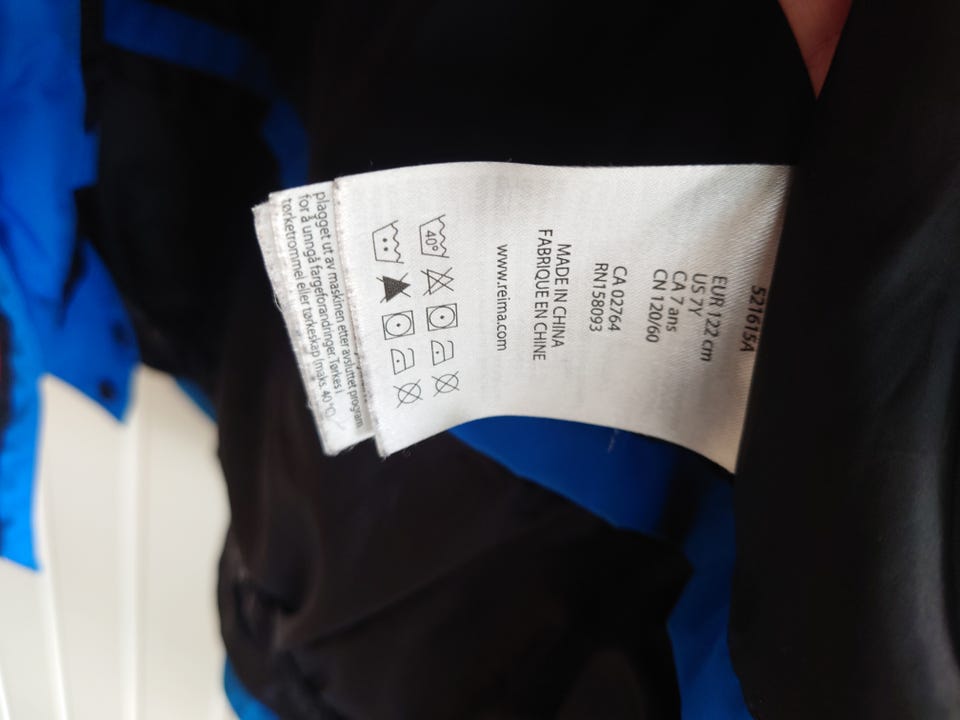 521615A
EUR 122 cm
US 7Y
CA 7 ans
CN 120/60
CA 02764
RN158093
MADE IN CHINA
FABRIQUE EN CHINE
www.reima.com
40°
plagget ut av maskinen etter avsluttet program
for å unngå fargeforandringer. Tørkes i
tørketrommel eller tørkeskap (maks. 40 °C)